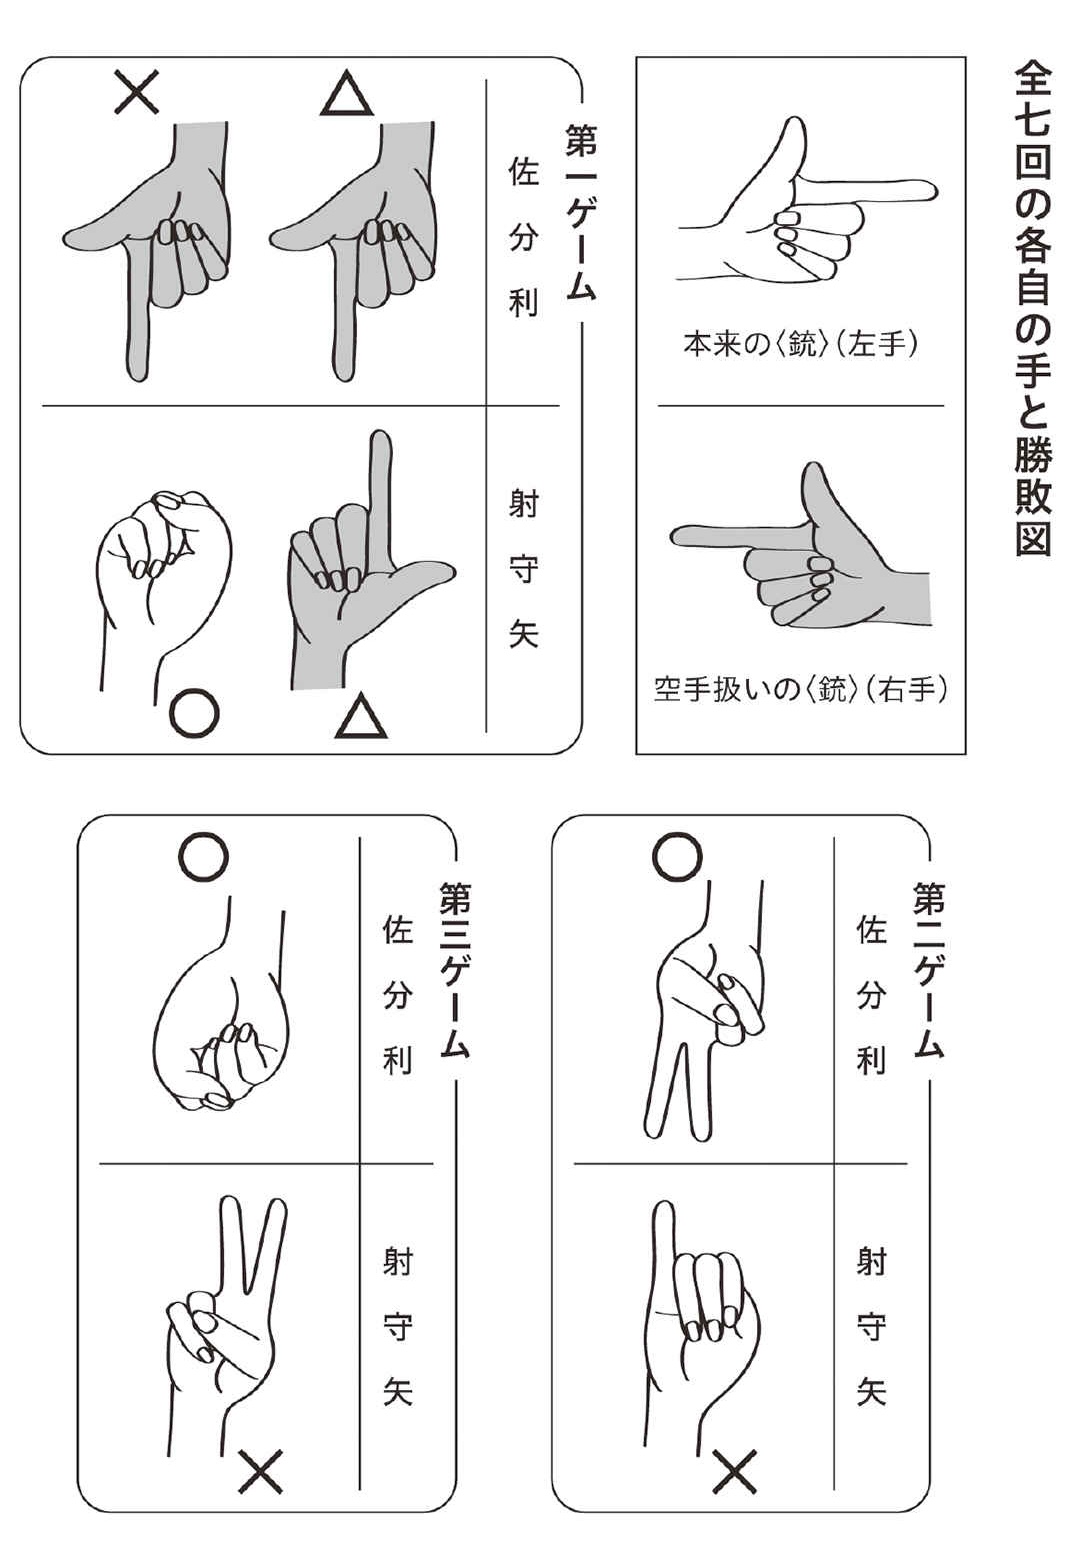 全七回の各自の手と勝敗図
本来の〈銃〉(左手)
空手扱いの〈銃〉(右手)
第一ゲーム
佐分利
△
×
射守矢
△
○
第二ゲーム
佐分利
○
射守矢
×
第三ゲーム
佐分利
○
射守矢
×